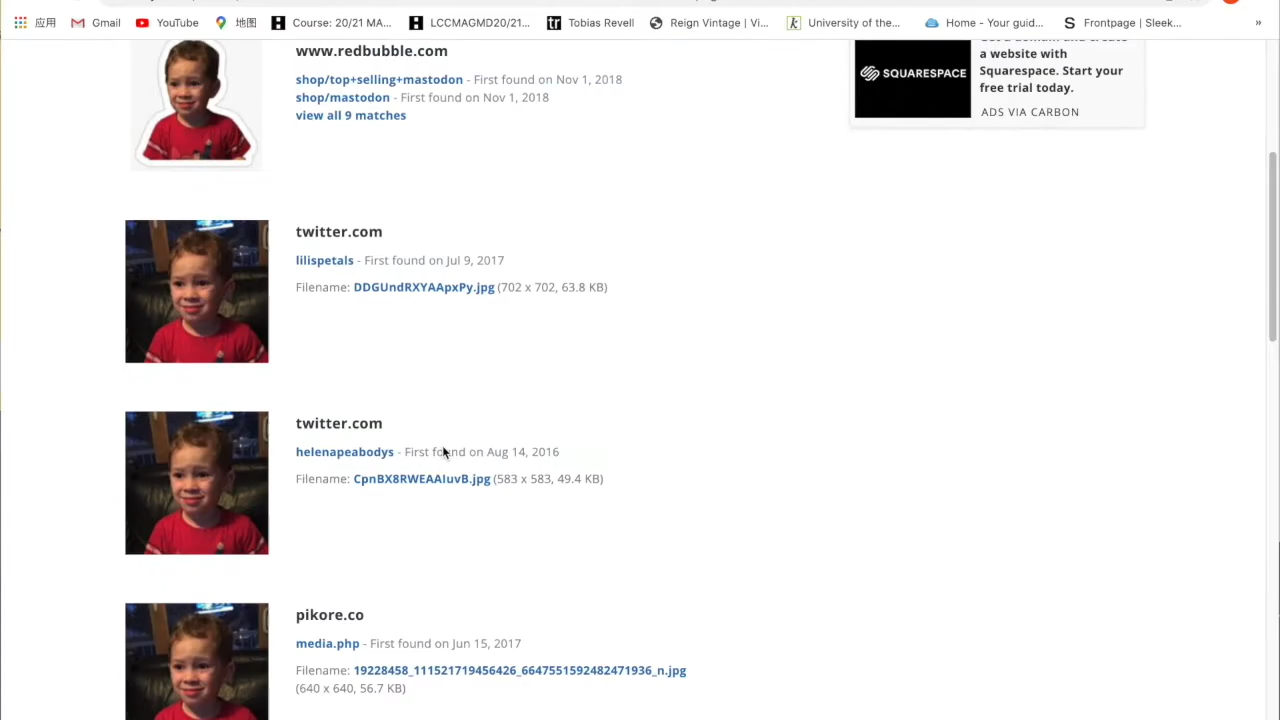 应用
Gmail
YouTube
地图
Course: 20/21 MA...
LCCMAGMD20/21...
Tobias Revell
Reign Vintage | Vi...
University of the...
Home - Your guid...
Frontpage | Sleek...
»
www.redbubble.com
shop/top+selling+mastodon - First found on Nov 1, 2018
shop/mastodon - First found on Nov 1, 2018
view all 9 matches
a website with
Squarespace. Start your
free trial today.
SQUARESPACE
ADS VIA CARBON
twitter.com
lilispetals - First found on Jul 9, 2017
Filename: DDGUndRXYAApxPy.jpg (702 x 702, 63.8 KB)
twitter.com
helenapeabodys - First found on Aug 14, 2016
Filename: CpnBX8RWEAAIuvB.jpg (583 x 583, 49.4 KB)
pikore.co
media.php - First found on Jun 15, 2017
Filename: 19228458_111521719456426_6647551592482471936_n.jpg
(640 x 640, 56.7 KB)